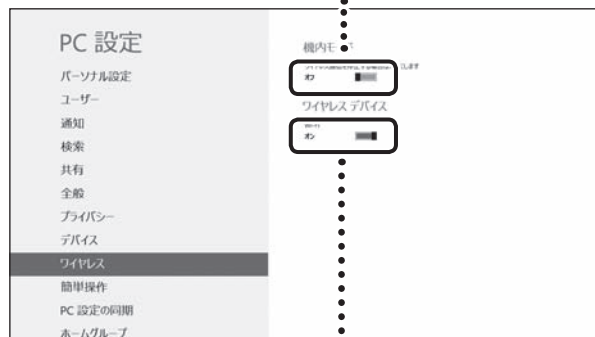 PC 設定
パーソナル設定
ユーザー
通知
検索
共有
全般
プライバシー
デバイス
ワイヤレス
簡単操作
PC 設定の同期
ホームグループ
機内モ
オフ
ワイヤレス デバイス
オン